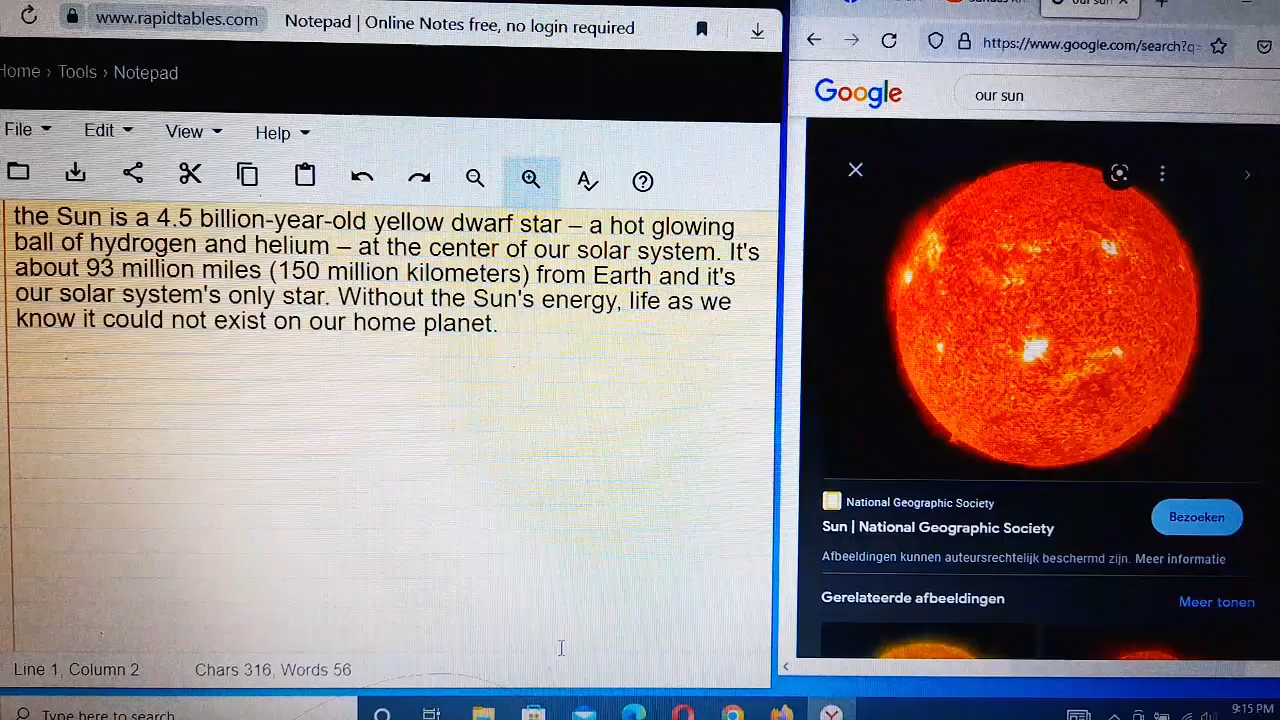 www.rapidtables.com Notepad | Online Notes free, no login required
Home › Tools › Notepad
File Edit View Help
the Sun is a 4.5 billion-year-old yellow dwarf star – a hot glowing
ball of hydrogen and helium – at the center of our solar system. It's
about 93 million miles (150 million kilometers) from Earth and it's
our solar system's only star. Without the Sun's energy, life as we
know it could not exist on our home planet.
Line 1, Column 2 Chars 316, Words 56
Type here to search
our sun
https://www.google.com/search?q=
Google our sun
National Geographic Society
Sun | National Geographic Society
Bezoeken
Afbeeldingen kunnen auteursrechtelijk beschermd zijn. Meer informatie
Gerelateerde afbeeldingen Meer tonen
9:15 PM